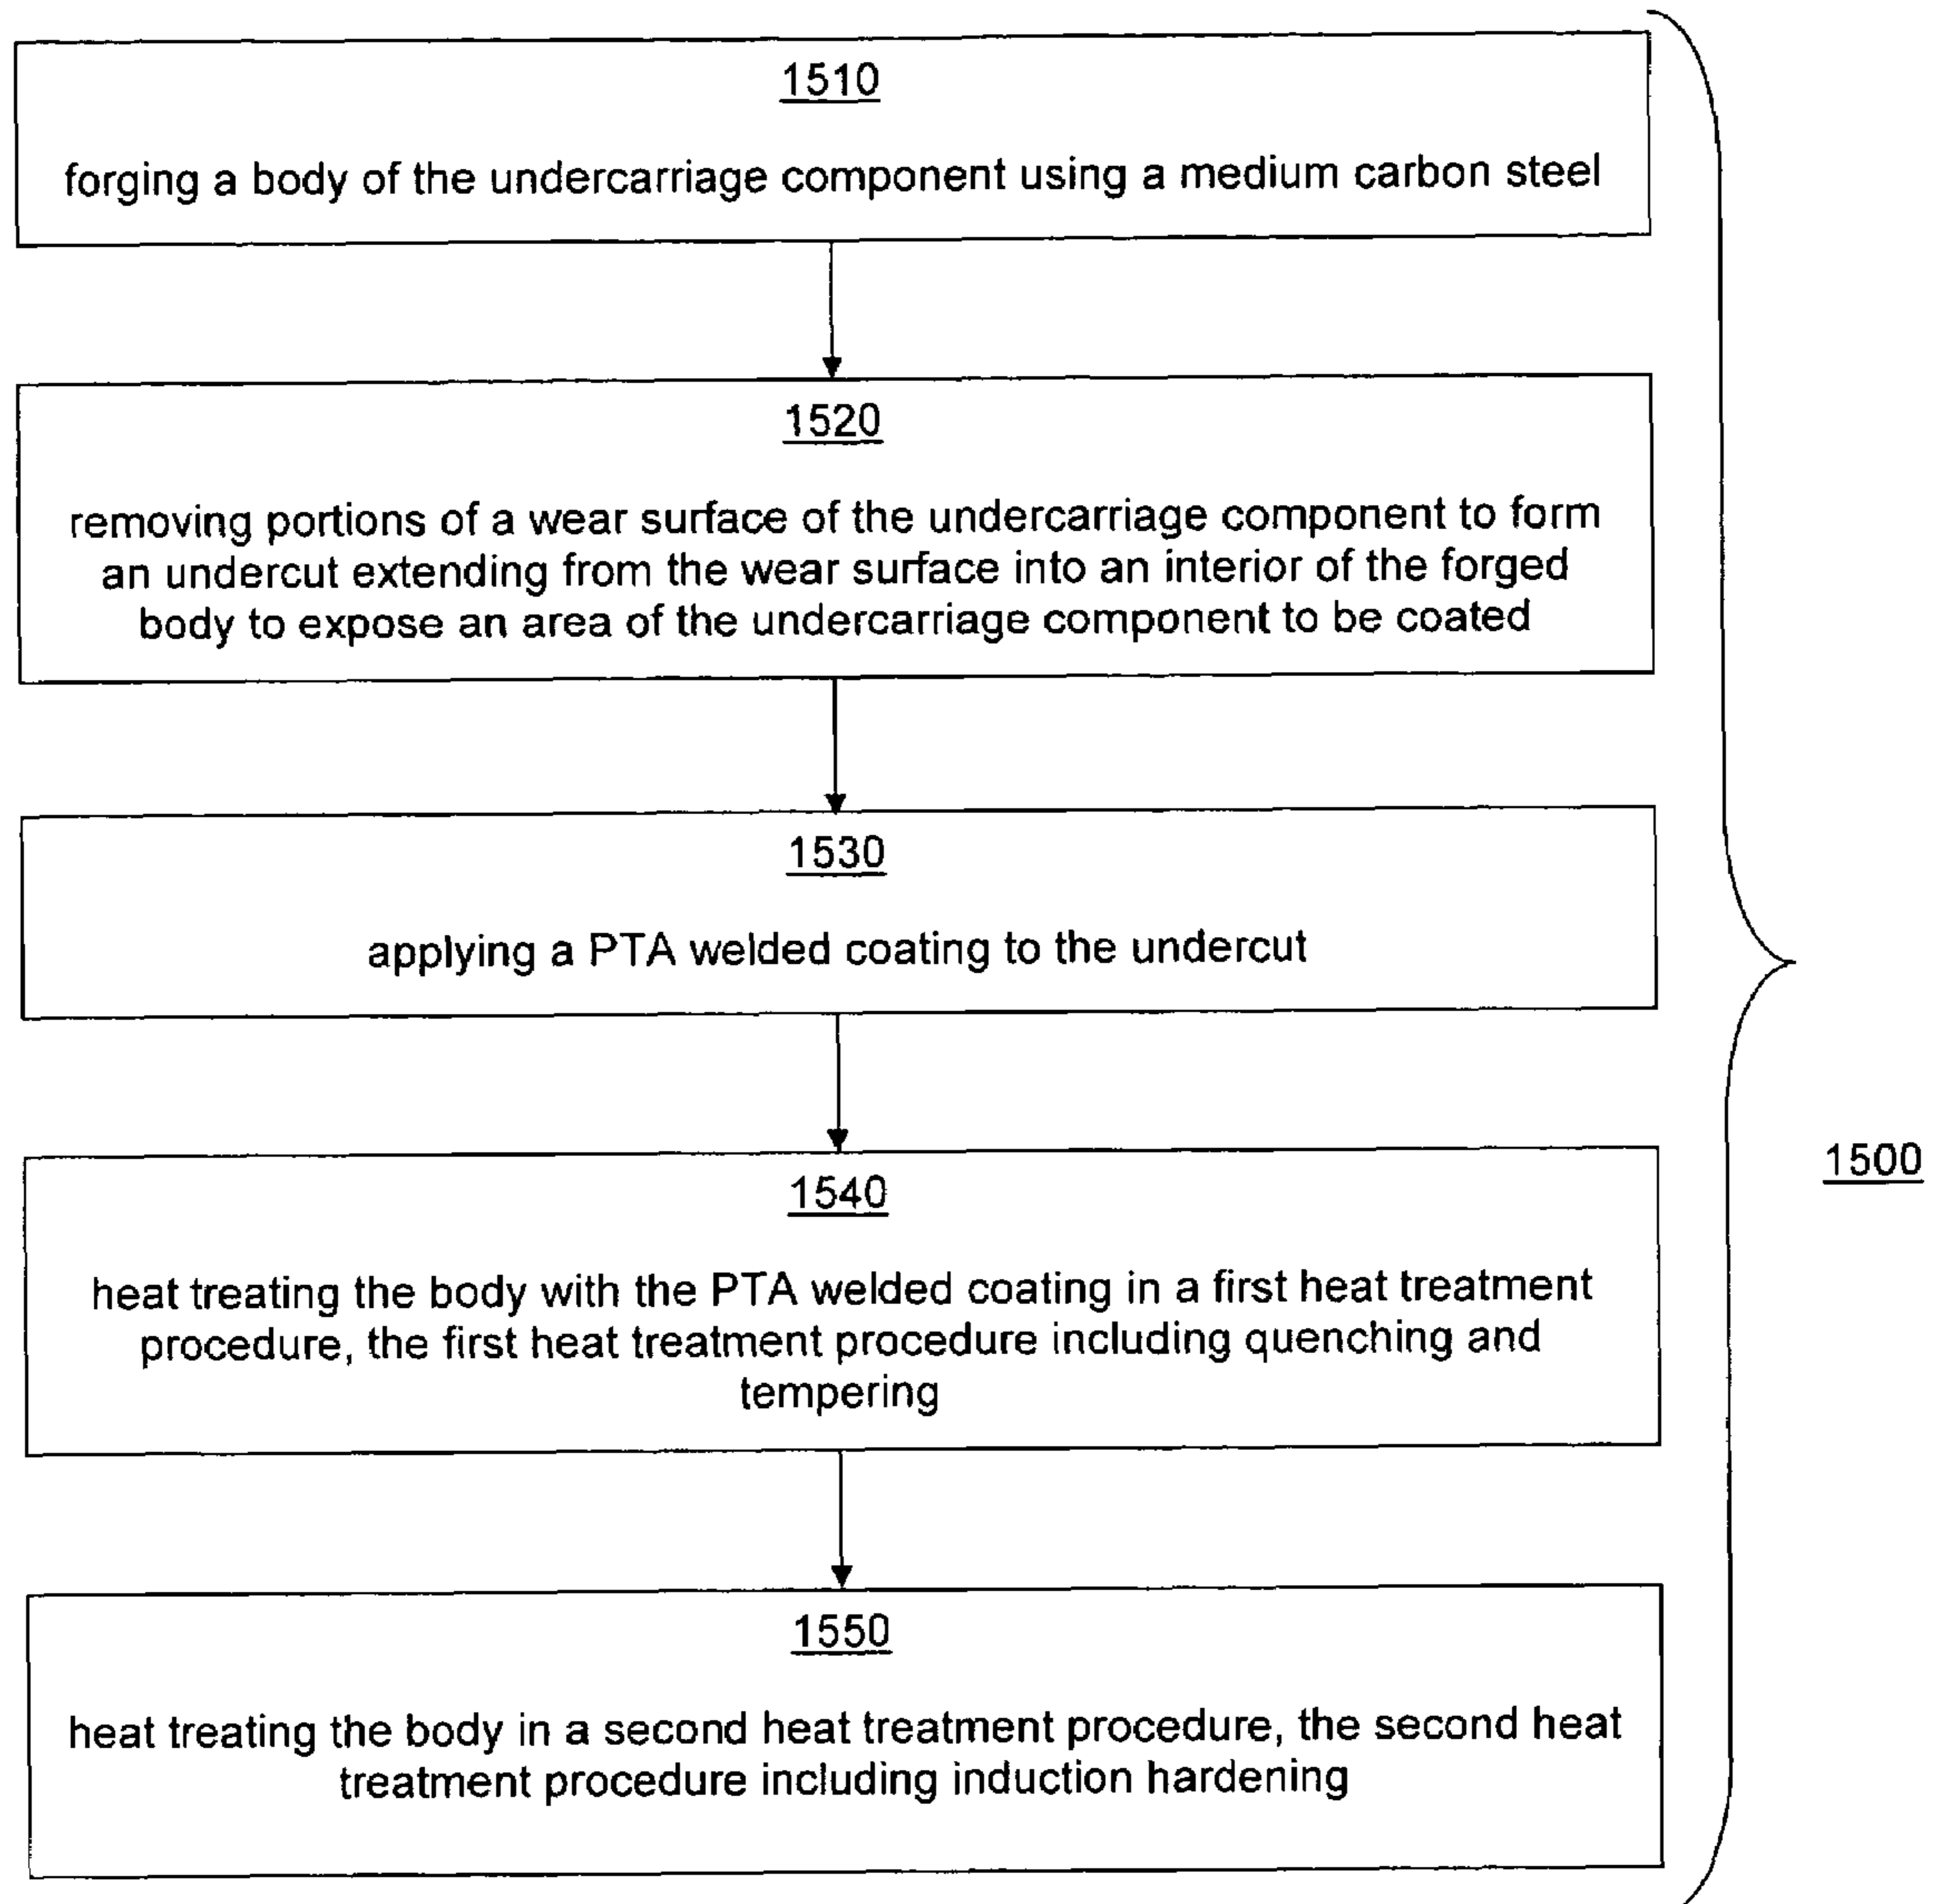 1510
forging a body of the undercarriage component using a medium carbon steel
1520
removing portions of a wear surface of the undercarriage component to form
an undercut extending from the wear surface into an interior of the forged
body to expose an area of the undercarriage component to be coated
1530
applying a PTA welded coating to the undercut
1540
heat treating the body with the PTA welded coating in a first heat treatment
procedure, the first heat treatment procedure including quenching and
tempering
1550
heat treating the body in a second heat treatment procedure, the second heat
treatment procedure including induction hardening
1500